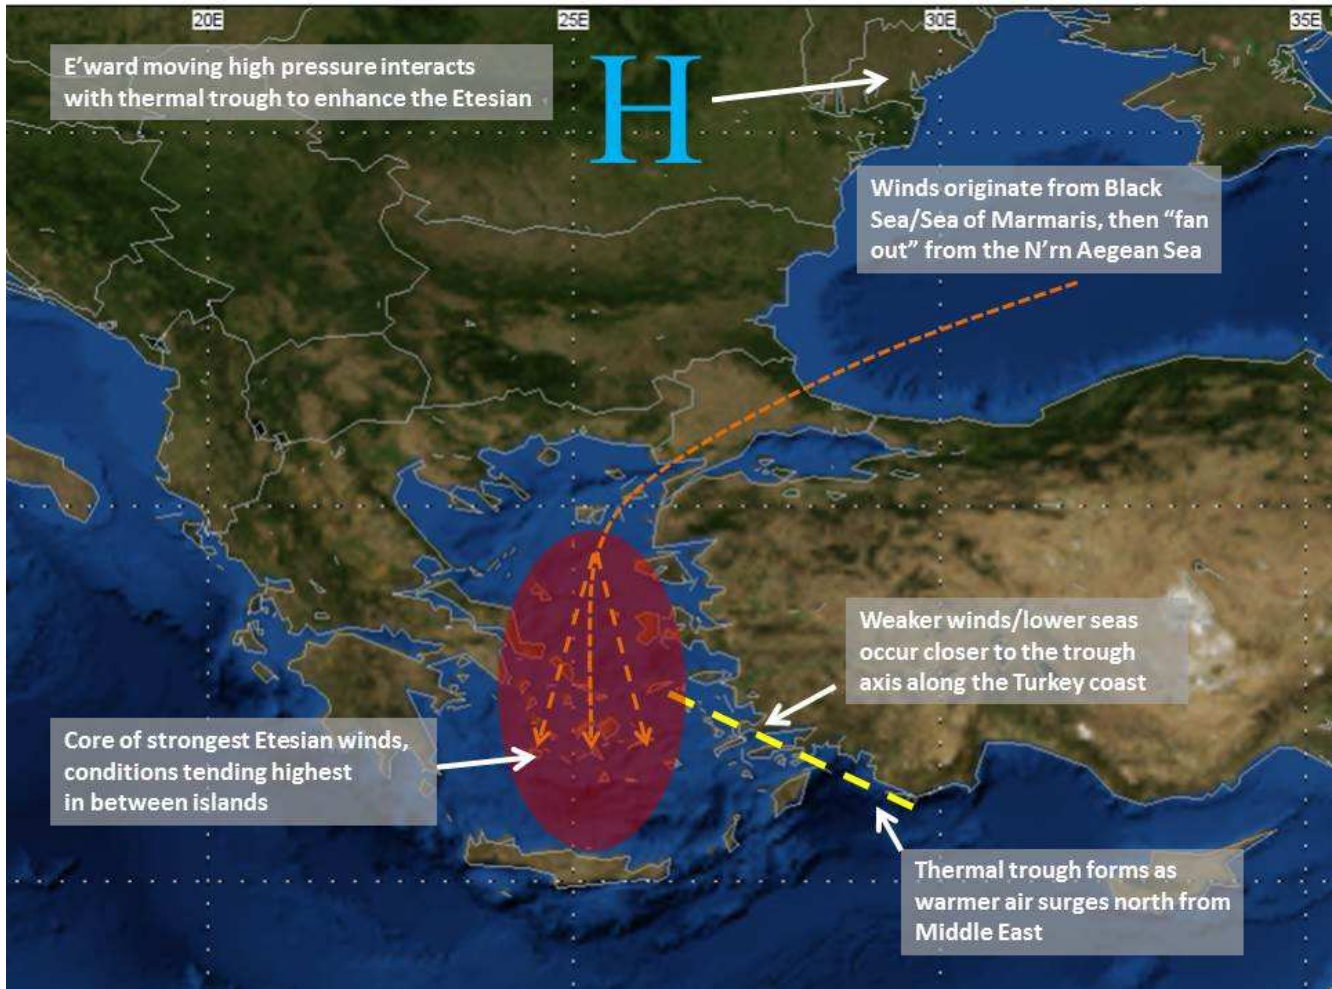 20E
25E
30E
35E
E'ward moving high pressure interacts
with thermal trough to enhance the Etesian
H
Winds originate from Black
Sea/Sea of Marmaris, then “fan
out” from the N'rn Aegean Sea
Weaker winds/lower seas
occur closer to the trough
axis along the Turkey coast
Core of strongest Etesian winds,
conditions tending highest
in between islands
Thermal trough forms as
warmer air surges north from
Middle East